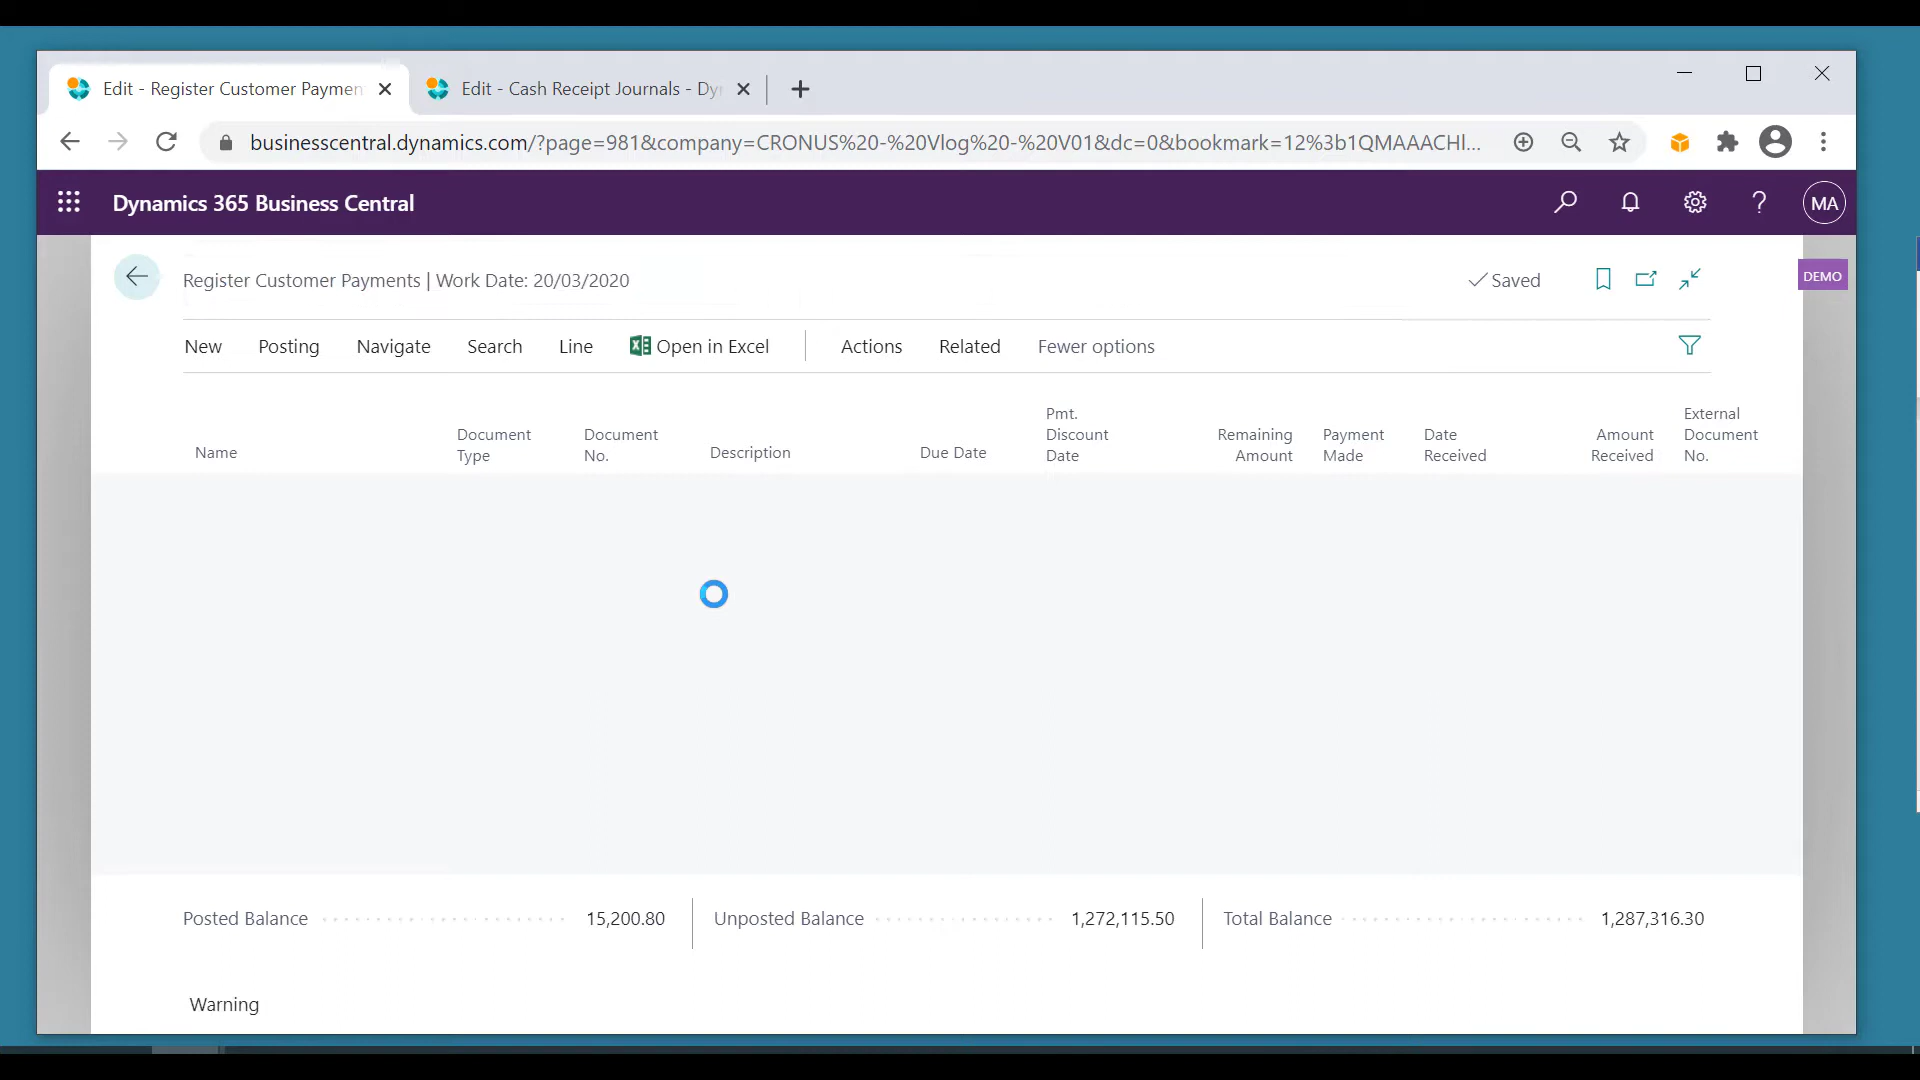 Edit - Register Customer Paymen
Edit - Cash Receipt Journals - Dy
businesscentral.dynamics.com/?page=981&company=CRONUS%20-%20Vlog%20-%20V01&dc=0&bookmark=12%3b1QMAAACHl...
Dynamics 365 Business Central
MA
Register Customer Payments | Work Date: 20/03/2020
Saved
DEMO
New Posting Navigate Search Line Open in Excel Actions Related Fewer options
Name
Document
Type
Document
No.
Description
Due Date
Pmt.
Discount
Date
Remaining
Amount
Payment
Made
Date
Received
Amount
Received
External
Document
No.
Posted Balance 15,200.80 Unposted Balance 1,272,115.50 Total Balance 1,287,316.30
Warning